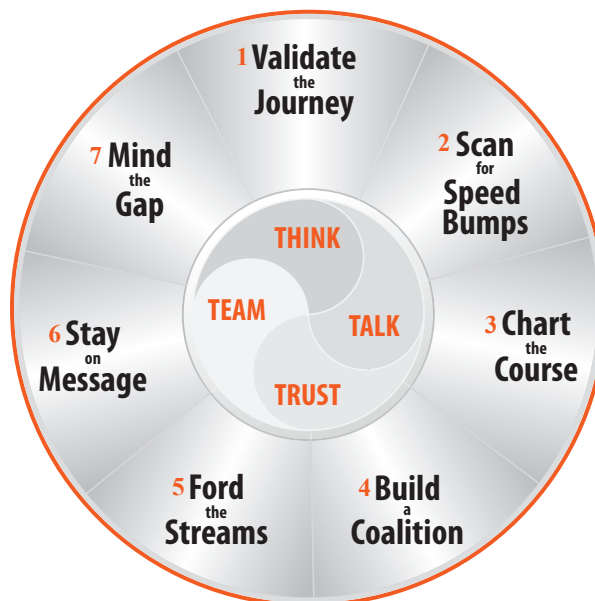 1 Validate
the
Journey
2 Scan
for
Speed
Bumps
3 Chart
the
Course
4 Build
a
Coalition
5 Ford
the
Streams
6 Stay
on
Message
7 Mind
the
Gap
THINK
TALK
TRUST
TEAM